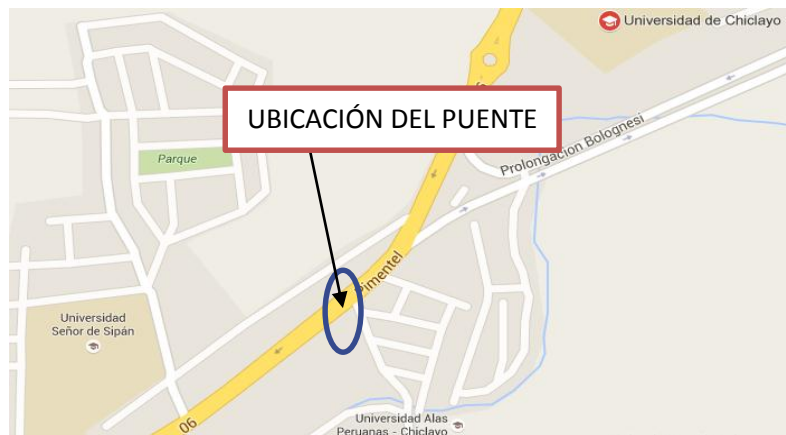 Universidad de Chiclayo
UBICACIÓN DEL PUENTE
Prolongacion Bolognesi
Parque
Pimentel
Universidad
Señor de Sipán
06
Universidad Alas
Peruanas - Chiclayo